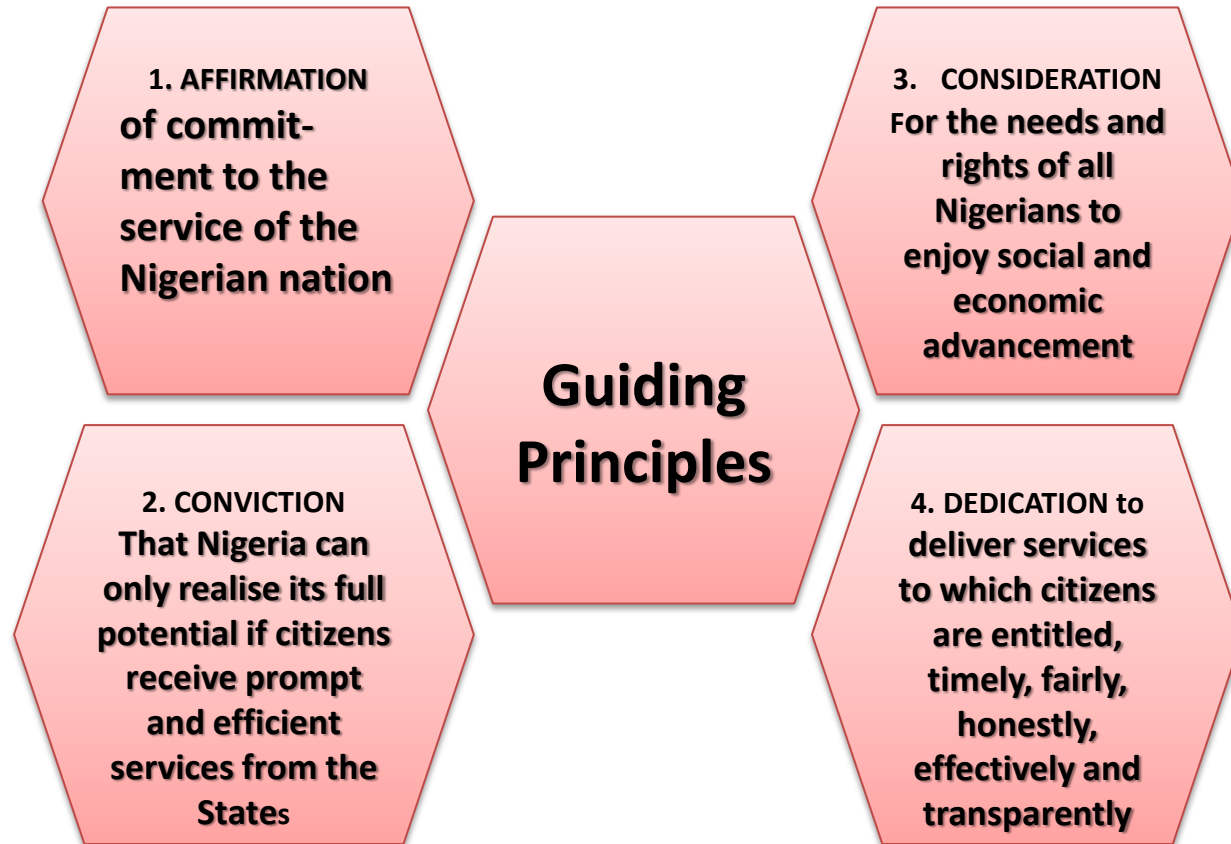 1. AFFIRMATION
of commit-
ment to the
service of the
Nigerian nation
2. CONVICTION
That Nigeria can
only realise its full
potential if citizens
receive prompt
and efficient
services from the
States
Guiding
Principles
3. CONSIDERATION
For the needs and
rights of all
Nigerians to
enjoy social and
economic
advancement
4. DEDICATION to
deliver services
to which citizens
are entitled,
timely, fairly,
honestly,
effectively and
transparently